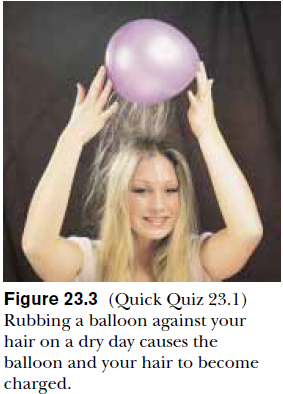 Figure 23.3 (Quick Quiz 23.1)
Rubbing a balloon against your
hair on a dry day causes the
balloon and your hair to become
charged.